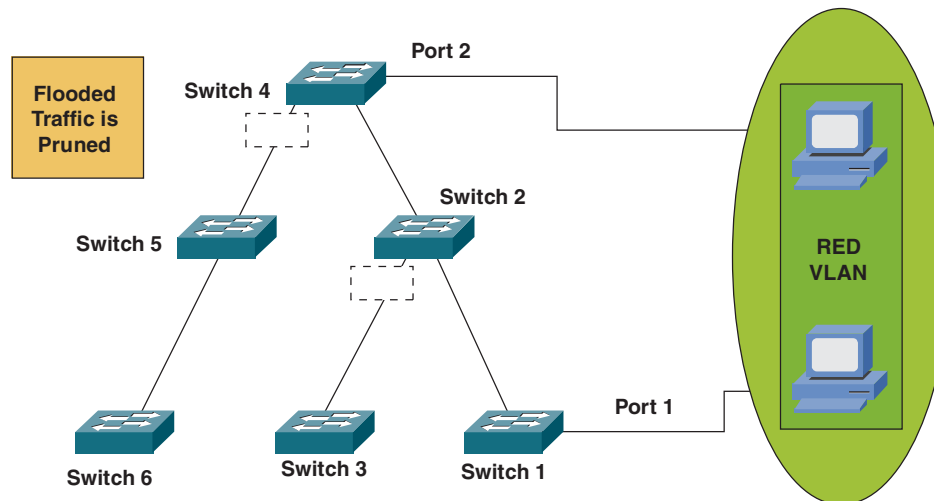 Port 2
Switch 4
Flooded
Traffic is
Pruned
Switch 2
Switch 5
RED
VLAN
Port 1
Switch 6
Switch 3
Switch 1